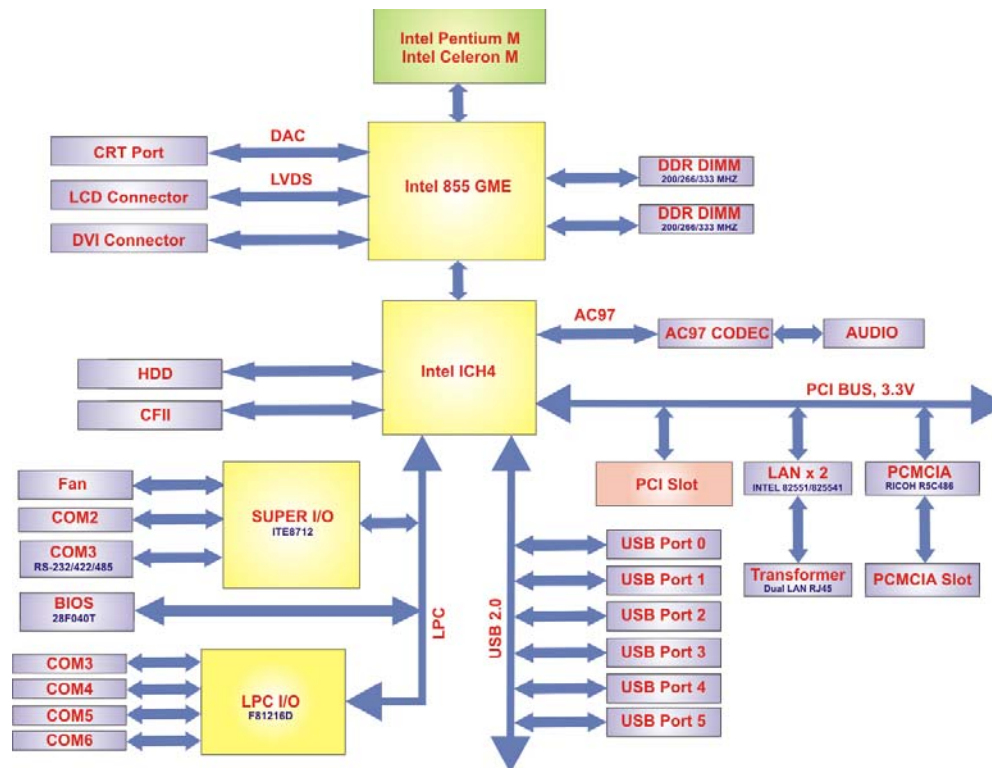 Intel Pentium M
Intel Celeron M
DAC
CRT Port
LVDS
LCD Connector
DVI Connector
Intel 855 GME
DDR DIMM
200/266/333 MHZ
DDR DIMM
200/266/333 MHZ
AC97
AC97 CODEC
AUDIO
Intel ICH4
HDD
CFII
PCI BUS, 3.3V
PCI Slot
LAN x 2
INTEL 82551/825541
PCMCIA
RICOH R5C486
Transformer
Dual LAN RJ45
PCMCIA Slot
Fan
COM2
COM3
RS-232/422/485
SUPER I/O
ITE8712
BIOS
28F040T
LPC
USB 2.0
USB Port 0
USB Port 1
USB Port 2
USB Port 3
USB Port 4
USB Port 5
COM3
COM4
COM5
COM6
LPC I/O
F81216D